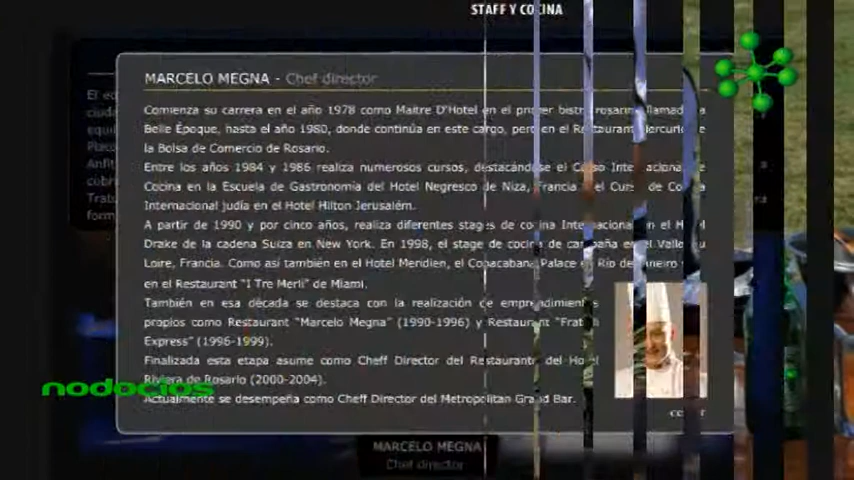 STAFF Y COCINA
MARCELO MEGNA - Chef director
Comienza su carrera en el año 1978 como Maitre D'Hotel en el primer bistró rosarino llamado la
Belle Époque, hasta el año 1980, donde continúa en este cargo, pero en el Restaurant Mercurio de
la Bolsa de Comercio de Rosario.
Entre los años 1984 y 1986 realiza numerosos cursos, destacándose el Curso Internacional de
Cocina en la Escuela de Gastronomía del Hotel Negresco de Niza, Francia y el Curso de Cocina
Internacional judía en el Hotel Hilton Jerusalém.
A partir de 1990 y por cinco años, realiza diferentes stages de cocina Internacional en el Hotel
Drake de la cadena Suiza en New York. En 1998, el stage de cocina de campaña en el Valle du
Loire, Francia. Como así también en el Hotel Meridien, el Copacabana Palace en Río de Janeiro
en el Restaurant "I Tre Merli" de Miami.
También en esa década se destaca con la realización de emprendimientos
propios como Restaurant "Marcelo Megna" (1990-1996) y Restaurant
Express" (1996-1999).
Finalizada esta etapa asume como Cheff Director del Restaurante del Hotel
Riviera de Rosario (2000-2004).
Actualmente se desempeña como Cheff Director del Metropolitan Grand Bar.
nodocios
MARCELO MEGNA
Chef director